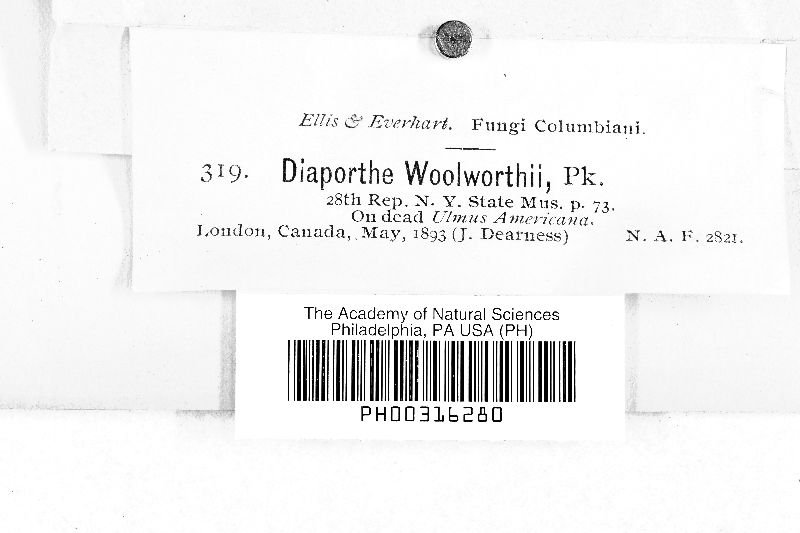 Ellis & Everhart. Fungi Columbiani.
319. Diaporthe Woolworthii, Pk.
28th Rep. N. Y. State Mus. p. 73.
On dead Ulmus Americana.
London, Canada, May, 1893 (J. Dearness) N. A. F. 2821.
The Academy of Natural Sciences
Philadelphia, PA USA (PH)
PH00316280